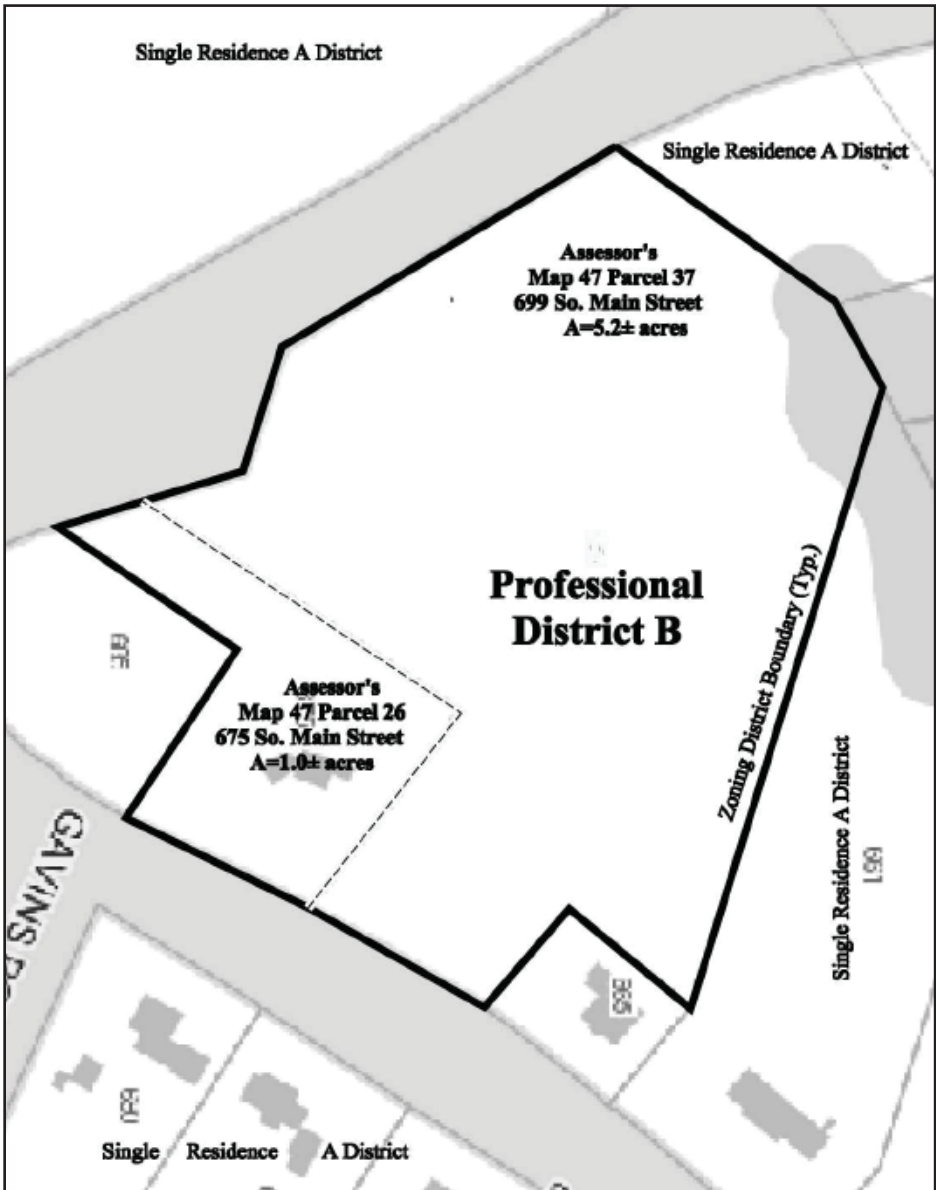 Single Residence A District
Single Residence A District
Assessor's
Map 47 Parcel 37
699 So. Main Street
A=5.2± acres
Professional
District B
Zoning District Boundary (Typ.)
Assessor's
Map 47 Parcel 26
675 So. Main Street
A=1.0± acres
Single Residence A District
661
GAVINS
Single Residence A District